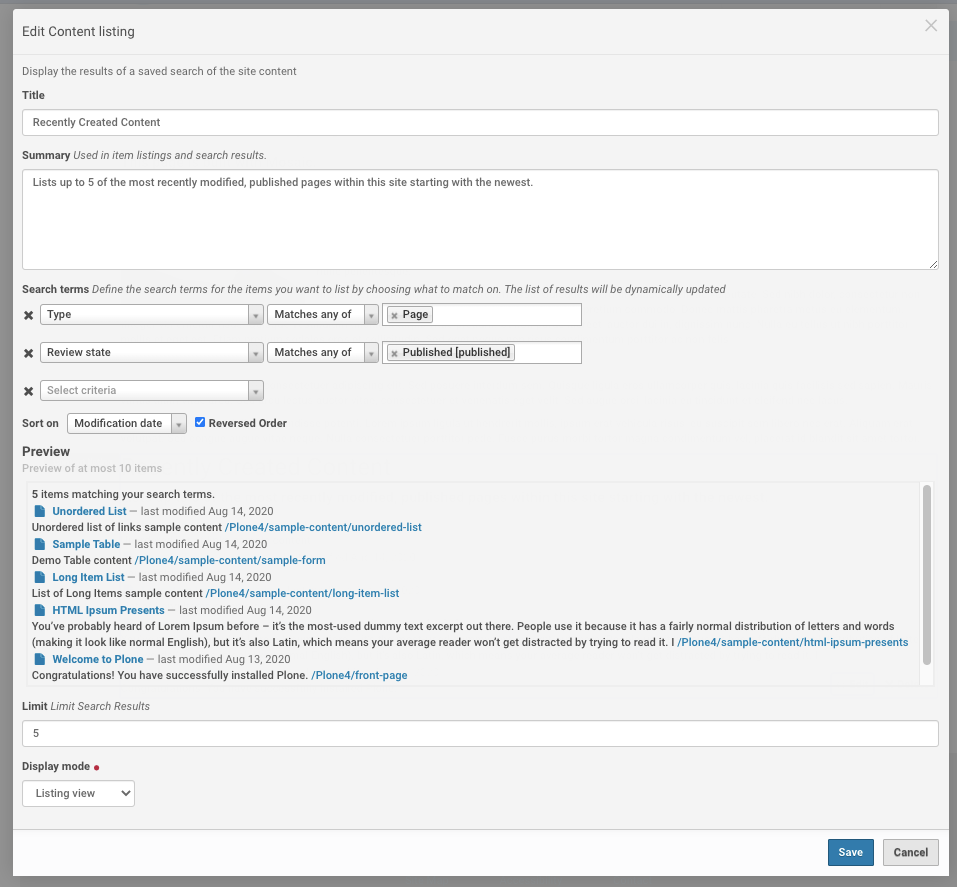 Edit Content listing
Display the results of a saved search of the site content
Title
Recently Created Content
Summary Used in item listings and search results.
Lists up to 5 of the most recently modified, published pages within this site starting with the newest.
Search terms Define the search terms for the items you want to list by choosing what to match on. The list of results will be dynamically updated
Type Matches any of Page
Review state Matches any of Published [published]
Select criteria
Sort on Modification date Reversed Order
Preview
Preview of at most 10 items
5 items matching your search terms.
Unordered List — last modified Aug 14, 2020
Unordered list of links sample content /Plone4/sample-content/unordered-list
Sample Table — last modified Aug 14, 2020
Demo Table content /Plone4/sample-content/sample-form
Long Item List — last modified Aug 14, 2020
List of Long Items sample content /Plone4/sample-content/long-item-list
HTML Ipsum Presents — last modified Aug 14, 2020
You've probably heard of Lorem Ipsum before – it's the most-used dummy text excerpt out there. People use it because it has a fairly normal distribution of letters and words
(making it look like normal English), but it's also Latin, which means your average reader won't get distracted by trying to read it. I /Plone4/sample-content/html-ipsum-presents
Welcome to Plone — last modified Aug 13, 2020
Congratulations! You have successfully installed Plone. /Plone4/front-page
Limit Limit Search Results
5
Display mode
Listing view
Save Cancel